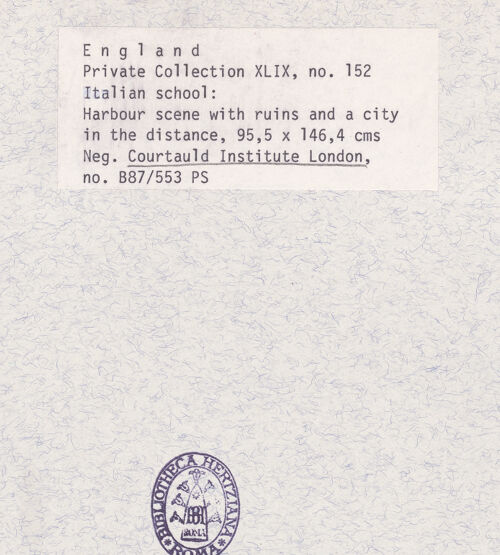 England
Private Collection XLIX, no. 152
Italian school:
Harbour scene with ruins and a city
in the distance, 95,5 x 146,4 cms
Neg. Courtauld Institute London,
no. B87/553 PS
BIBLIOTHECA HERTZIANA
ROMA